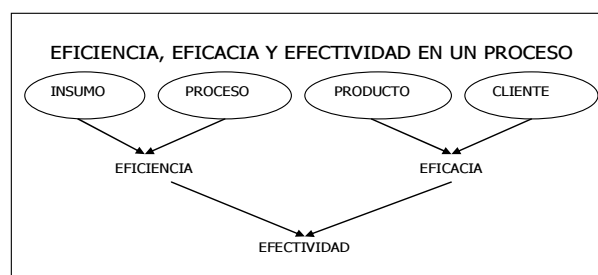 EFICIENCIA, EFICACIA Y EFECTIVIDAD EN UN PROCESO
INSUMO PROCESO PRODUCTO CLIENTE
EFICIENCIA EFICACIA
EFECTIVIDAD